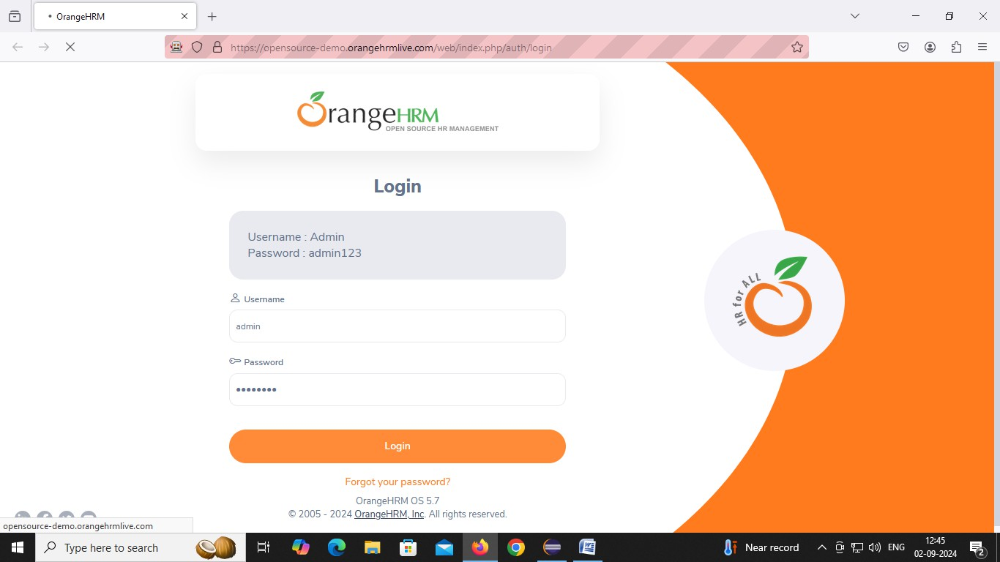 OrangeHRM
https://opensource-demo.orangehrmlive.com/web/index.php/auth/login
OrangeHRM
OPEN SOURCE HR MANAGEMENT
Login
Username : Admin
Password : admin123
Username
admin
Password
Login
Forgot your password?
OrangeHRM OS 5.7
© 2005 - 2024 OrangeHRM, Inc. All rights reserved.
HR for ALL
opensource-demo.orangehrmlive.com
Type here to search
Near record
ENG
12:45
02-09-2024
2